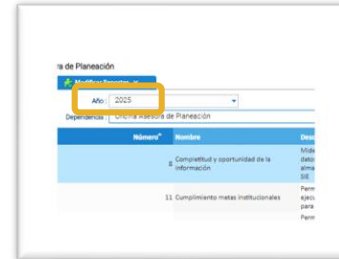 ra de Planeación
Modificar Reportes
Año: 2025
Dependencia: Oficina Asesora de Planeación
Número Nombre Desc
8 Completitud y oportunidad de la información
Mide
dato
alma
SIE
11 Cumplimiento metas institucionales
Perm
ejecu
para
Perm